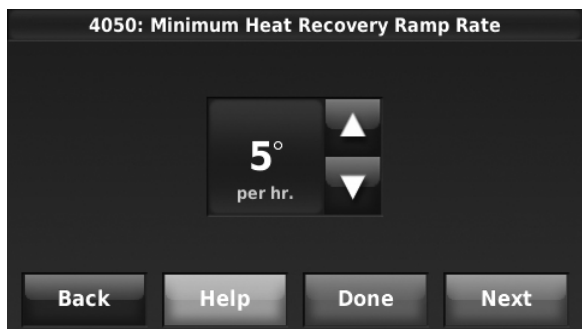 4050: Minimum Heat Recovery Ramp Rate
5°
per hr.
Back Help Done Next